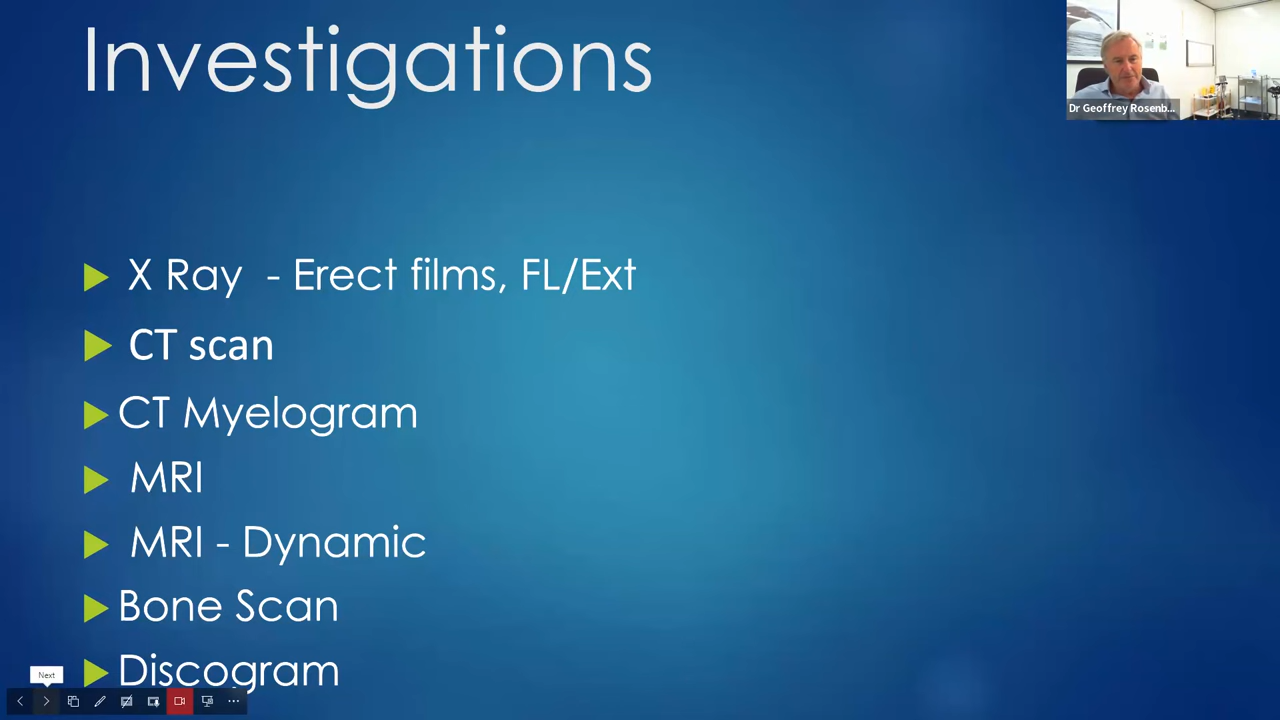 Investigations
Dr Geoffrey Rosenb...
X Ray - Erect films, FL/Ext
CT scan
CT Myelogram
MRI
MRI - Dynamic
Bone Scan
Discogram
Next